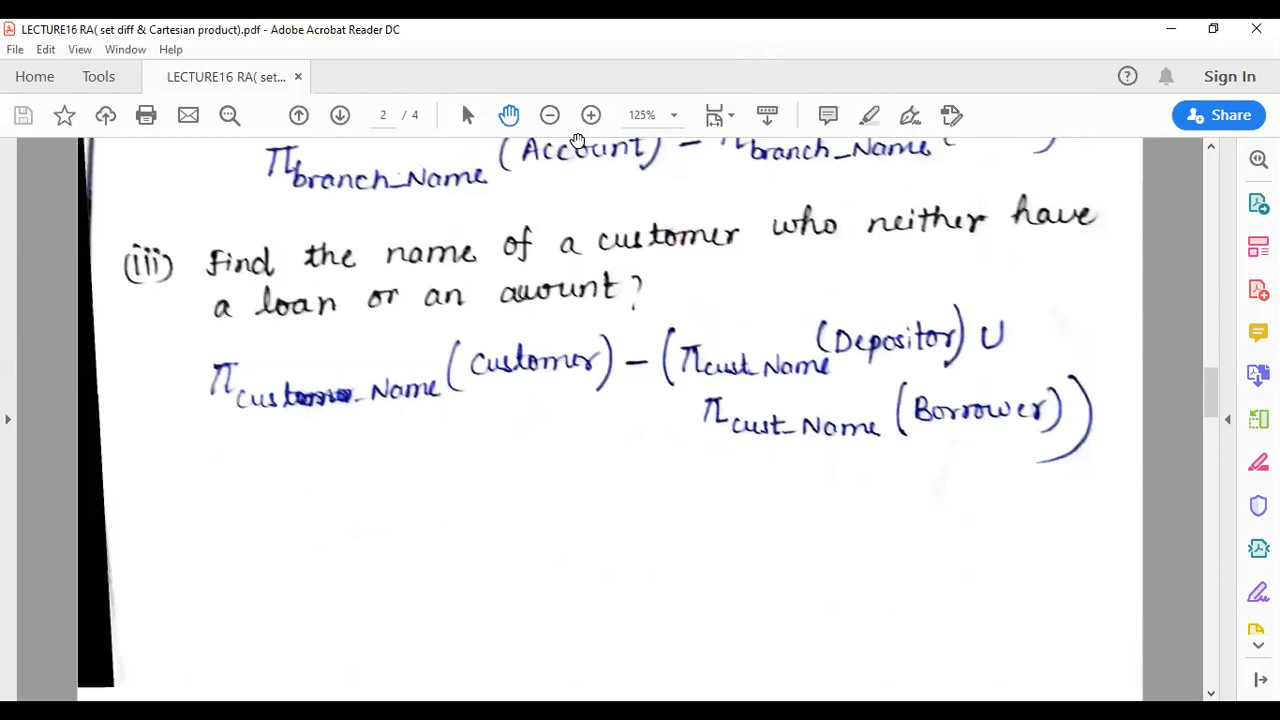 LECTURE16 RA( set diff & Cartesian product).pdf - Adobe Acrobat Reader DC
File Edit View Window Help
Home Tools LECTURE16 RA( set... × Sign In
2 / 4 125% Share
π branch_Name (Account) − π branch_Name
(iii) Find the name of a customer who neither have
a loan or an account?
π Name (Customer) − (π cust_Name (Depositor) ∪
π cust_Name (Borrower))